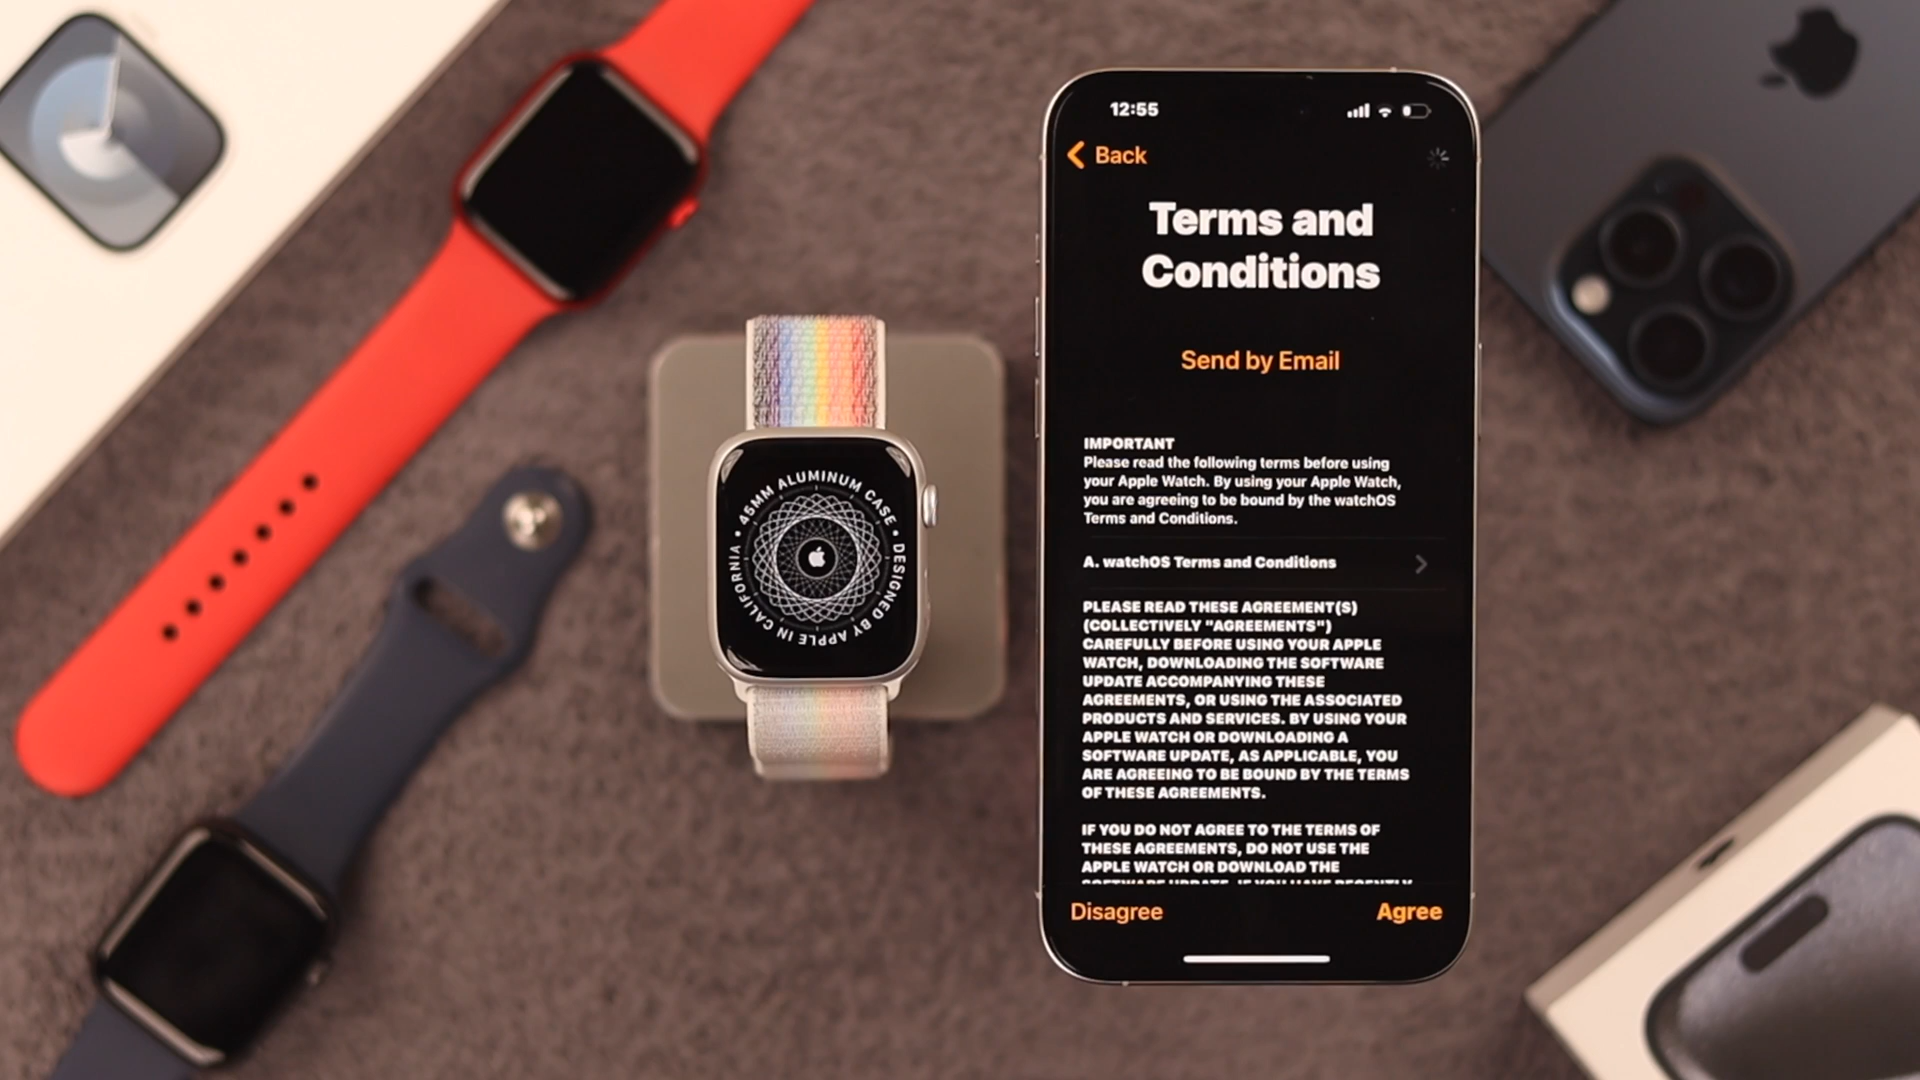 45MM ALUMINUM CASE • DESIGNED BY APPLE IN CALIFORNIA •
12:55
Back
Terms and
Conditions
Send by Email
IMPORTANT
Please read the following terms before using
your Apple Watch. By using your Apple Watch,
you are agreeing to be bound by the watchOS
Terms and Conditions.
A. watchOS Terms and Conditions
PLEASE READ THESE AGREEMENT(S)
(COLLECTIVELY "AGREEMENTS")
CAREFULLY BEFORE USING YOUR APPLE
WATCH, DOWNLOADING THE SOFTWARE
UPDATE ACCOMPANYING THESE
AGREEMENTS, OR USING THE ASSOCIATED
PRODUCTS AND SERVICES. BY USING YOUR
APPLE WATCH OR DOWNLOADING A
SOFTWARE UPDATE, AS APPLICABLE, YOU
ARE AGREEING TO BE BOUND BY THE TERMS
OF THESE AGREEMENTS.
IF YOU DO NOT AGREE TO THE TERMS OF
THESE AGREEMENTS, DO NOT USE THE
APPLE WATCH OR DOWNLOAD THE
SOFTWARE UPDATE. IF YOU HAVE RECENTLY
Disagree
Agree